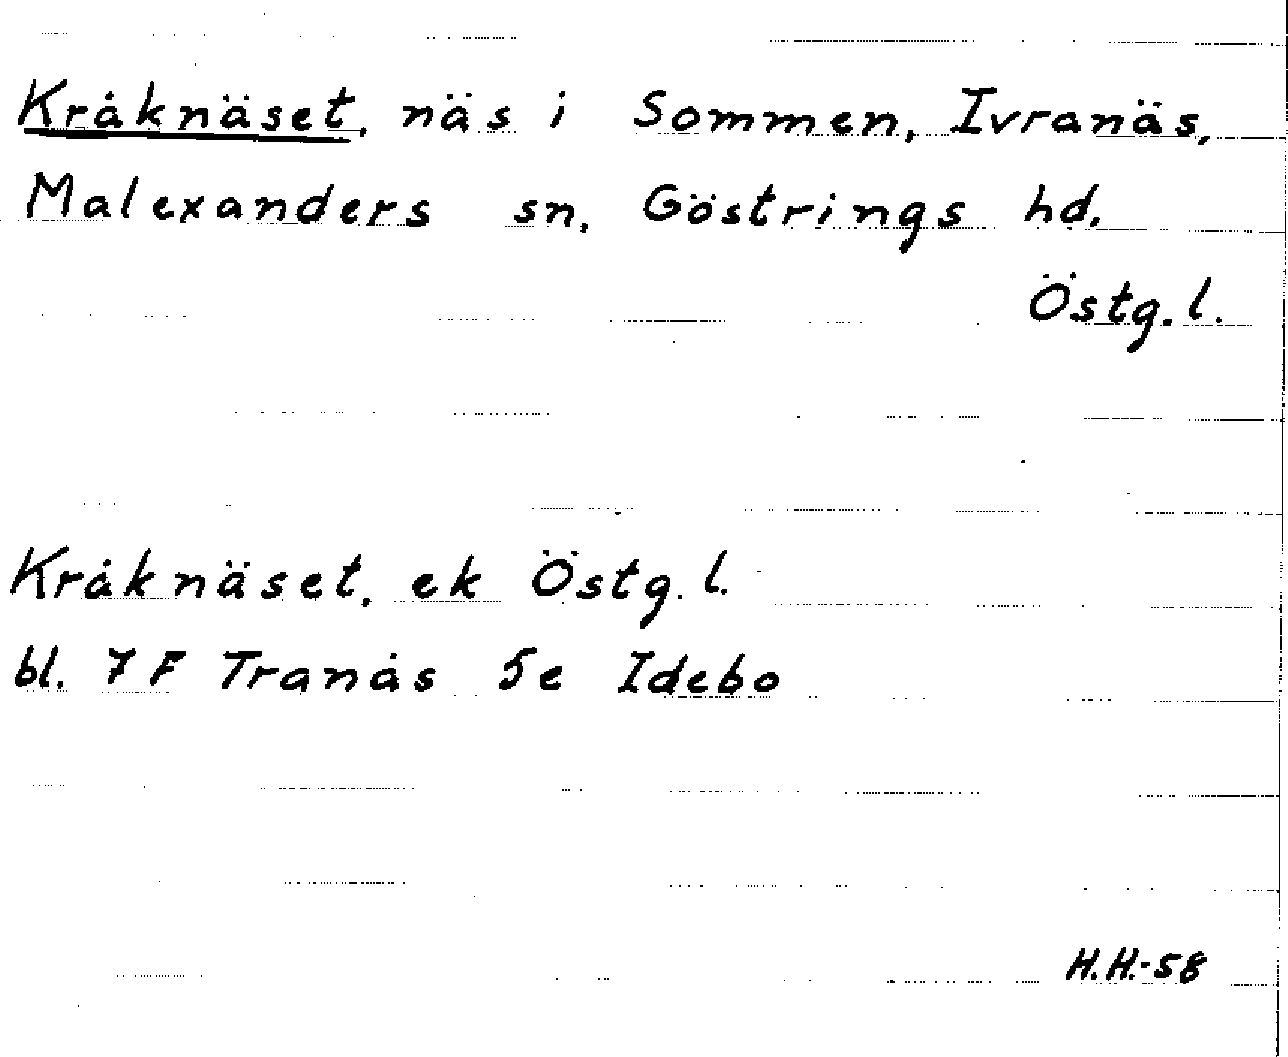 Kråknäset, näs i Sommen, Ivranäs,
Malexanders sn, Göstrings hd,
Östg. l.
Kråknäset, ek Östg. l.
bl. 7 F Tranås 5e Idebo
H.H.-58